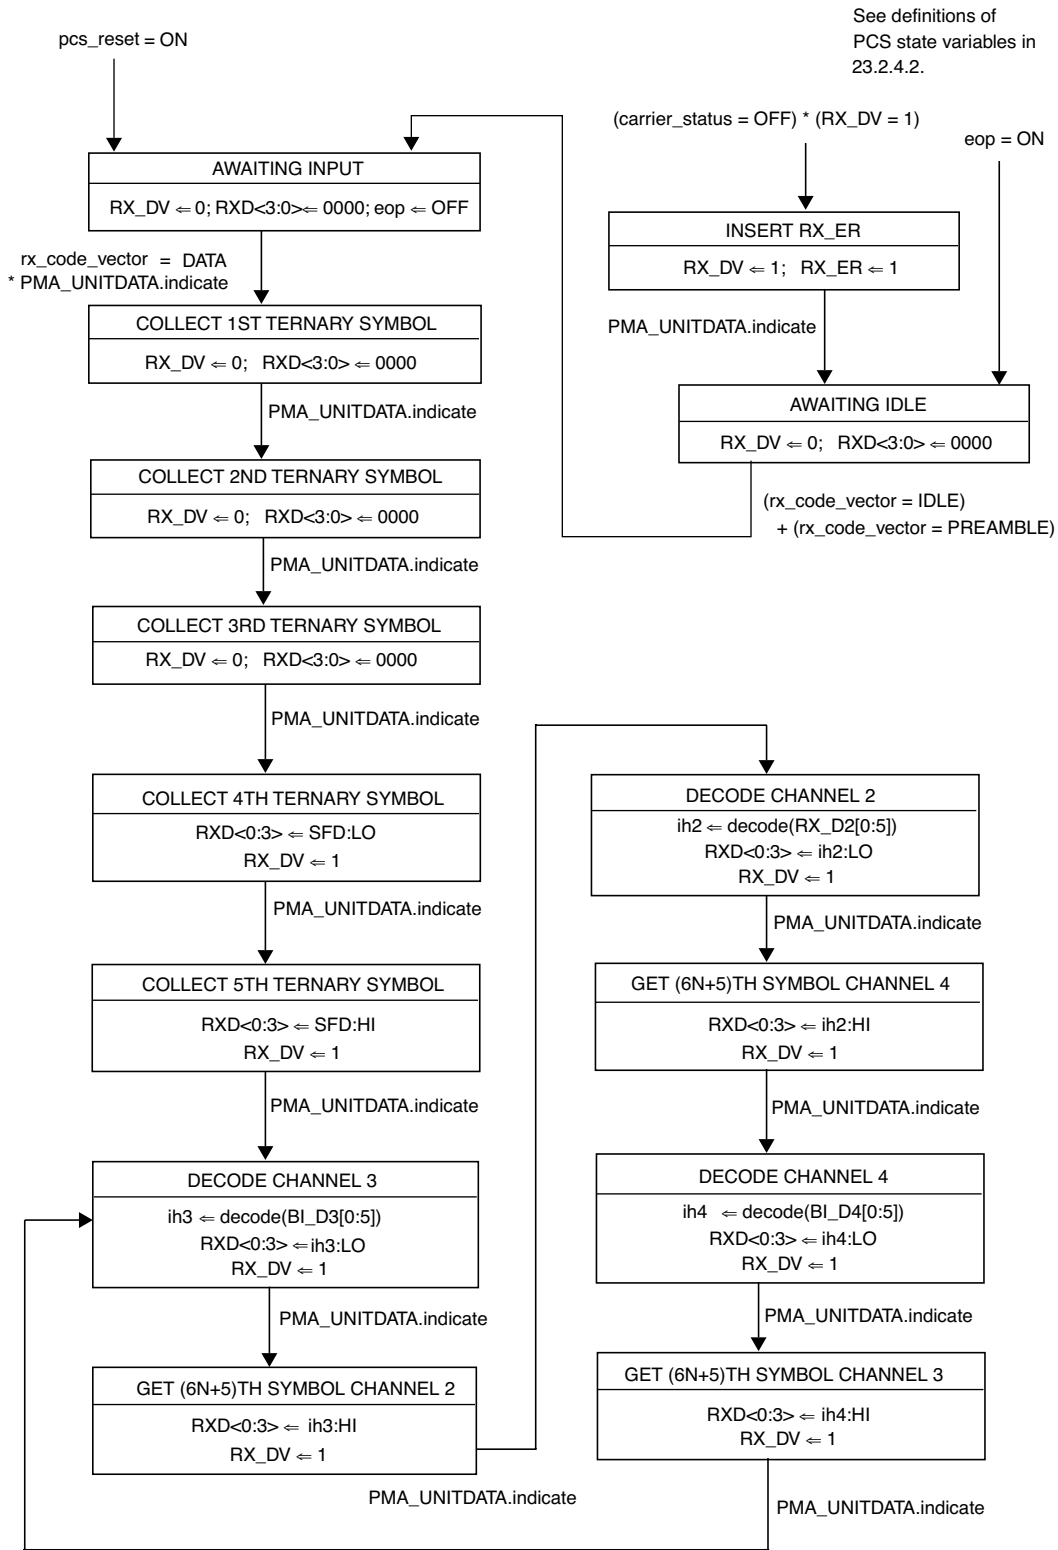 See definitions of
PCS state variables in
23.2.4.2.
pcs_reset = ON
(carrier_status = OFF) * (RX_DV = 1)
eop = ON
AWAITING INPUT
RX_DV ⇐ 0; RXD<3:0> ⇐ 0000; eop ⇐ OFF
INSERT RX_ER
RX_DV ⇐ 1; RX_ER ⇐ 1
rx_code_vector = DATA
* PMA_UNITDATA.indicate
PMA_UNITDATA.indicate
COLLECT 1ST TERNARY SYMBOL
RX_DV ⇐ 0; RXD<3:0> ⇐ 0000
AWAITING IDLE
RX_DV ⇐ 0; RXD<3:0> ⇐ 0000
PMA_UNITDATA.indicate
(rx_code_vector = IDLE)
+ (rx_code_vector = PREAMBLE)
COLLECT 2ND TERNARY SYMBOL
RX_DV ⇐ 0; RXD<3:0> ⇐ 0000
PMA_UNITDATA.indicate
COLLECT 3RD TERNARY SYMBOL
RX_DV ⇐ 0; RXD<3:0> ⇐ 0000
PMA_UNITDATA.indicate
COLLECT 4TH TERNARY SYMBOL
RXD<0:3> ⇐ SFD:LO
RX_DV ⇐ 1
PMA_UNITDATA.indicate
COLLECT 5TH TERNARY SYMBOL
RXD<0:3> ⇐ SFD:HI
RX_DV ⇐ 1
PMA_UNITDATA.indicate
DECODE CHANNEL 3
ih3 ⇐ decode(BI_D3[0:5])
RXD<0:3> ⇐ ih3:LO
RX_DV ⇐ 1
PMA_UNITDATA.indicate
GET (6N+5)TH SYMBOL CHANNEL 2
RXD<0:3> ⇐ ih3:HI
RX_DV ⇐ 1
PMA_UNITDATA.indicate
DECODE CHANNEL 2
ih2 ⇐ decode(RX_D2[0:5])
RXD<0:3> ⇐ ih2:LO
RX_DV ⇐ 1
PMA_UNITDATA.indicate
GET (6N+5)TH SYMBOL CHANNEL 4
RXD<0:3> ⇐ ih2:HI
RX_DV ⇐ 1
PMA_UNITDATA.indicate
DECODE CHANNEL 4
ih4 ⇐ decode(BI_D4[0:5])
RXD<0:3> ⇐ ih4:LO
RX_DV ⇐ 1
PMA_UNITDATA.indicate
GET (6N+5)TH SYMBOL CHANNEL 3
RXD<0:3> ⇐ ih4:HI
RX_DV ⇐ 1
PMA_UNITDATA.indicate